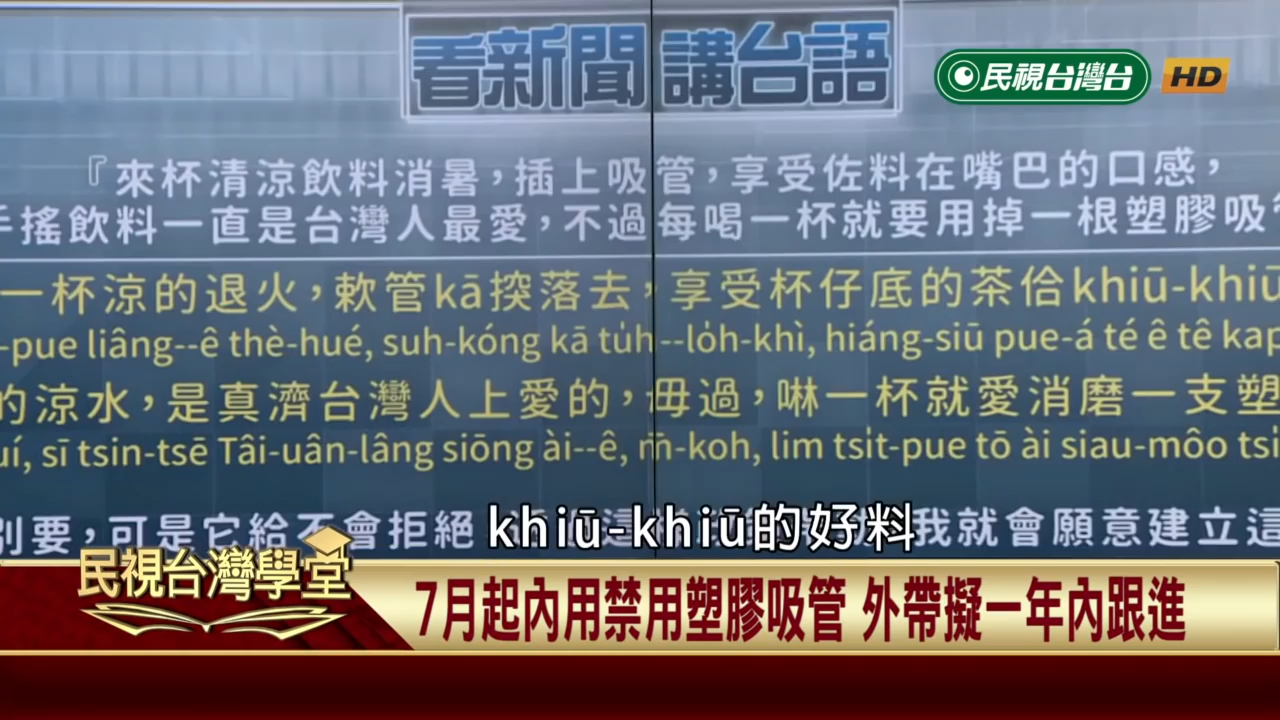 看新聞 講台語
民視台灣台 HD
『來杯清涼飲料消暑，插上吸管，享受佐料在嘴巴的口感，
手搖飲料一直是台灣人最愛，不過每喝一杯就要用掉一根塑膠吸
一杯涼的退火，欶管kā揬落去，享受杯仔底的茶佮khiū-khiū
-pue liâng--ê thè-hué, suh-kóng kā tu̍h--lo̍h-khì, hiáng-siū pue-á té ê tê kap
的涼水，是真濟台灣人上愛的，毋過，啉一杯就愛消磨一支塑
uí, sī tsin-tsē Tâi-uân-lâng siōng ài--ê, m̄-koh, lim tsi̍t-pue tō ài siau-môo tsi̍
別要，可是它給不會拒絕 我就會願意建立這
khiū-khiū的好料
民視台灣學堂
7月起內用禁用塑膠吸管 外帶擬一年內跟進